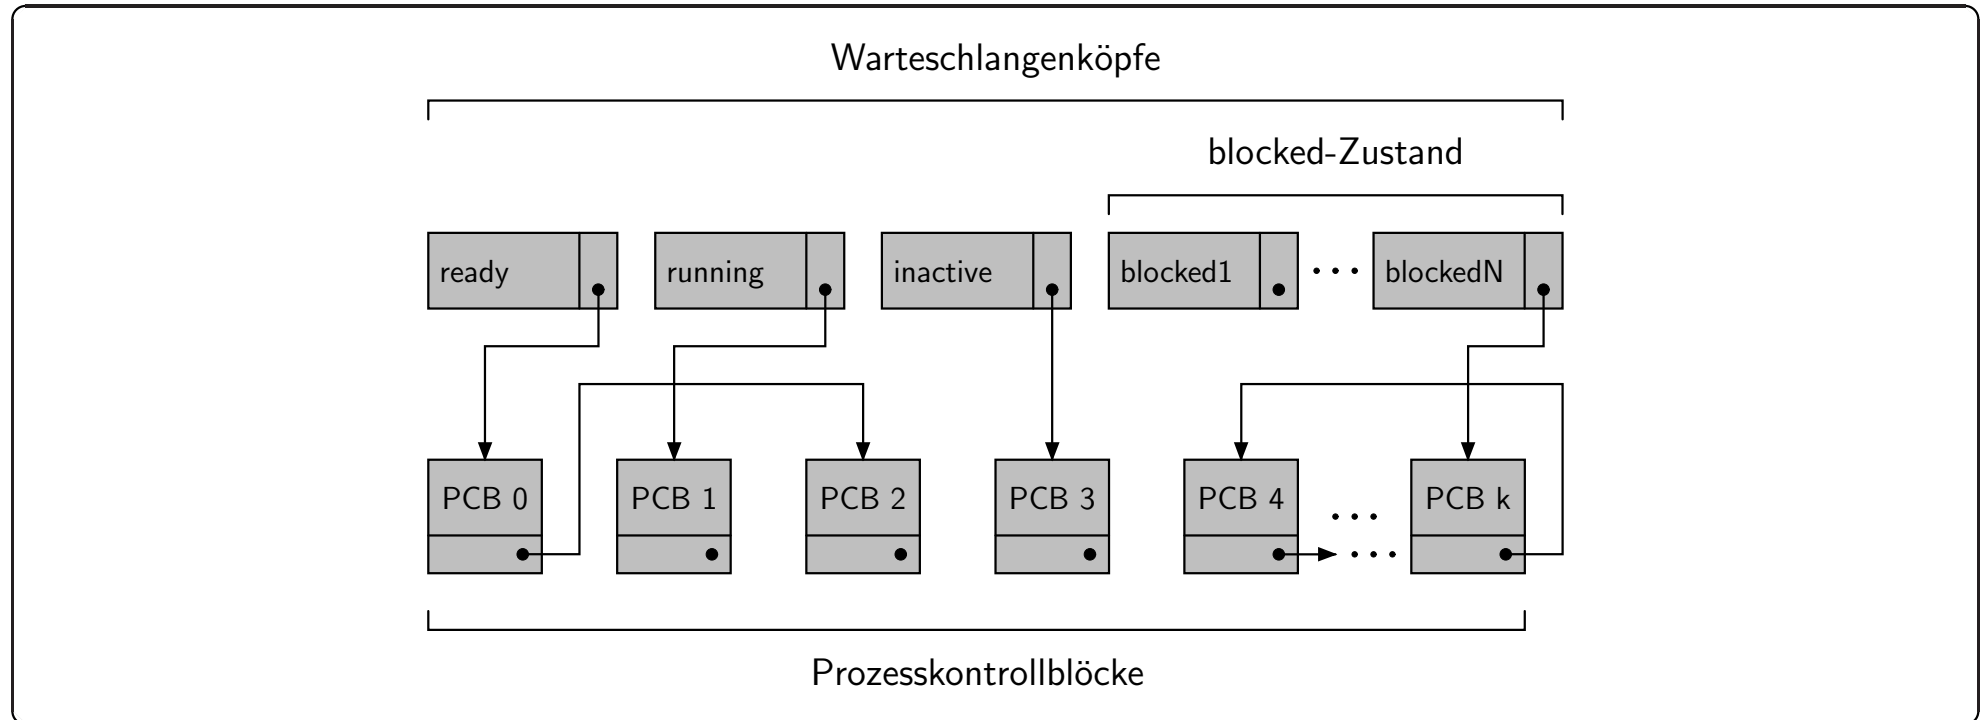 Warteschlangenköpfe
blocked-Zustand
ready running inactive blocked1 ... blockedN
PCB 0 PCB 1 PCB 2 PCB 3 PCB 4 ... PCB k
...
Prozesskontrollblöcke